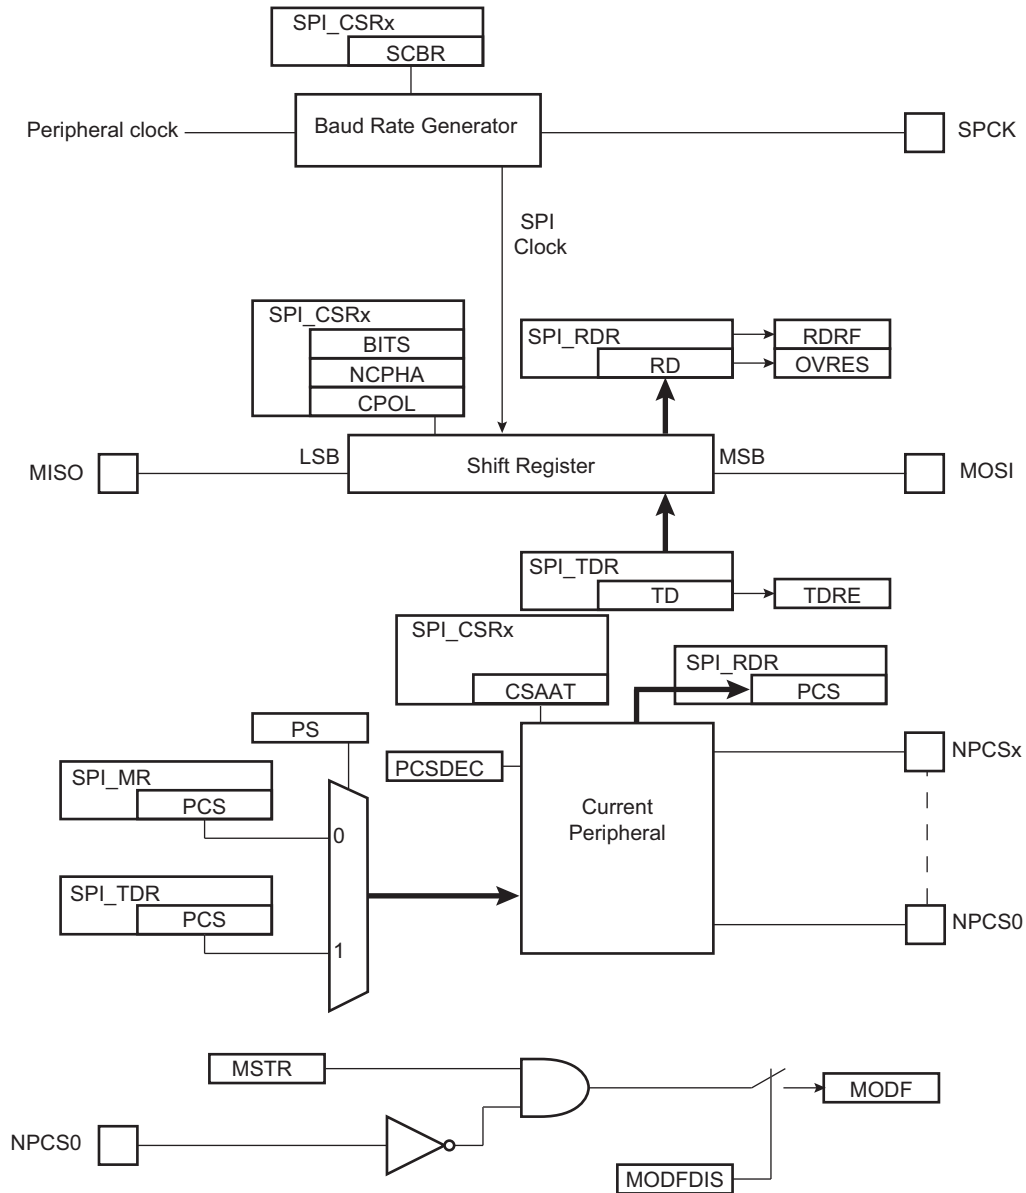 SPI_CSRx
SCBR
Peripheral clock
Baud Rate Generator
SPCK
SPI
Clock
SPI_CSRx
BITS
NCPHA
CPOL
SPI_RDR
RD
RDRF
OVRES
MISO
LSB
Shift Register
MSB
MOSI
SPI_TDR
TD
TDRE
SPI_CSRx
CSAAT
SPI_RDR
PCS
PS
PCSDEC
NPCSx
SPI_MR
PCS
0
Current
Peripheral
SPI_TDR
PCS
1
NPCS0
MSTR
MODF
NPCS0
MODFDIS